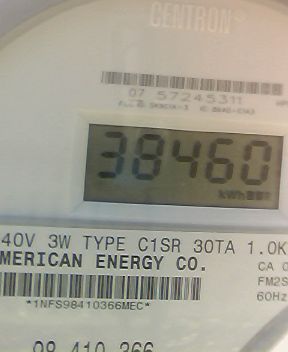 CENTRON
07 57245311
38460
kWh
40V 3W TYPE C1SR 30TA 1.0K
MERICAN ENERGY CO.
CA 0
FM2S
60Hz
*1NFS98410366MEC*
98 410 366